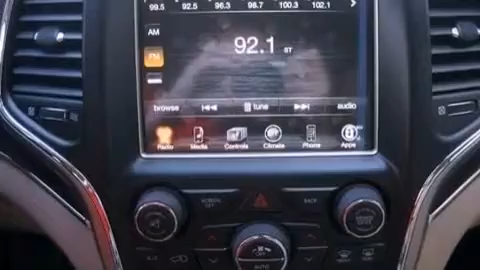 99.5 92.5 96.3 98.7 100.3 102.1
AM
FM
92.1 ST
browse tune audio
Radio Media Controls Climate Phone Apps
SCREEN OFF BACK
AUTO